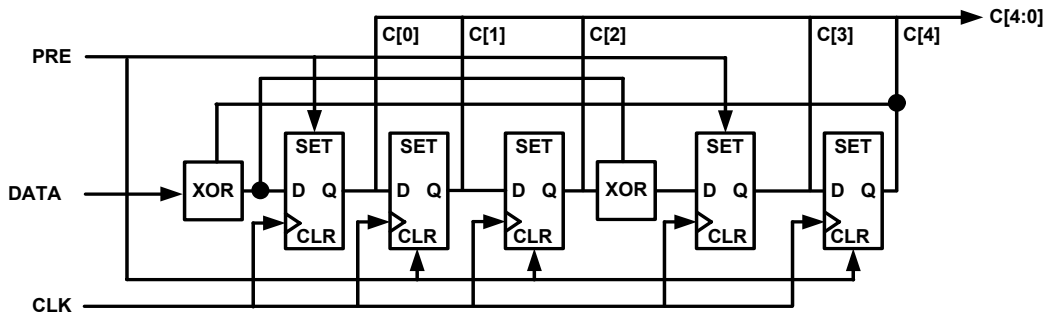 C[4:0]
C[0] C[1] C[2] C[3] C[4]
PRE
SET SET SET SET SET
DATA XOR D Q D Q D Q XOR D Q D Q
CLR CLR CLR CLR CLR
CLK